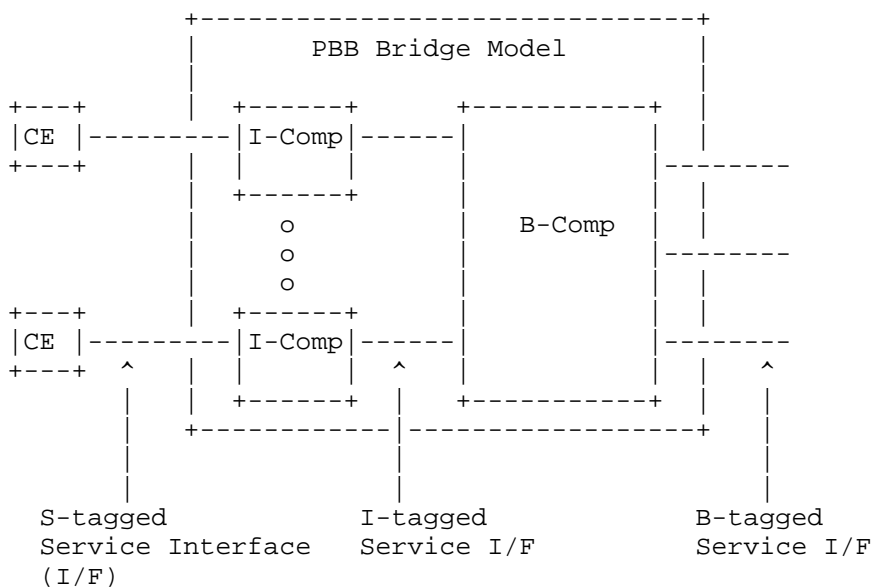 PBB Bridge Model
CE I-Comp
o B-Comp
o
o
CE I-Comp
S-tagged I-tagged B-tagged
Service Interface Service I/F Service I/F
(I/F)